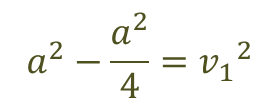 a² − a²/4 = v₁²